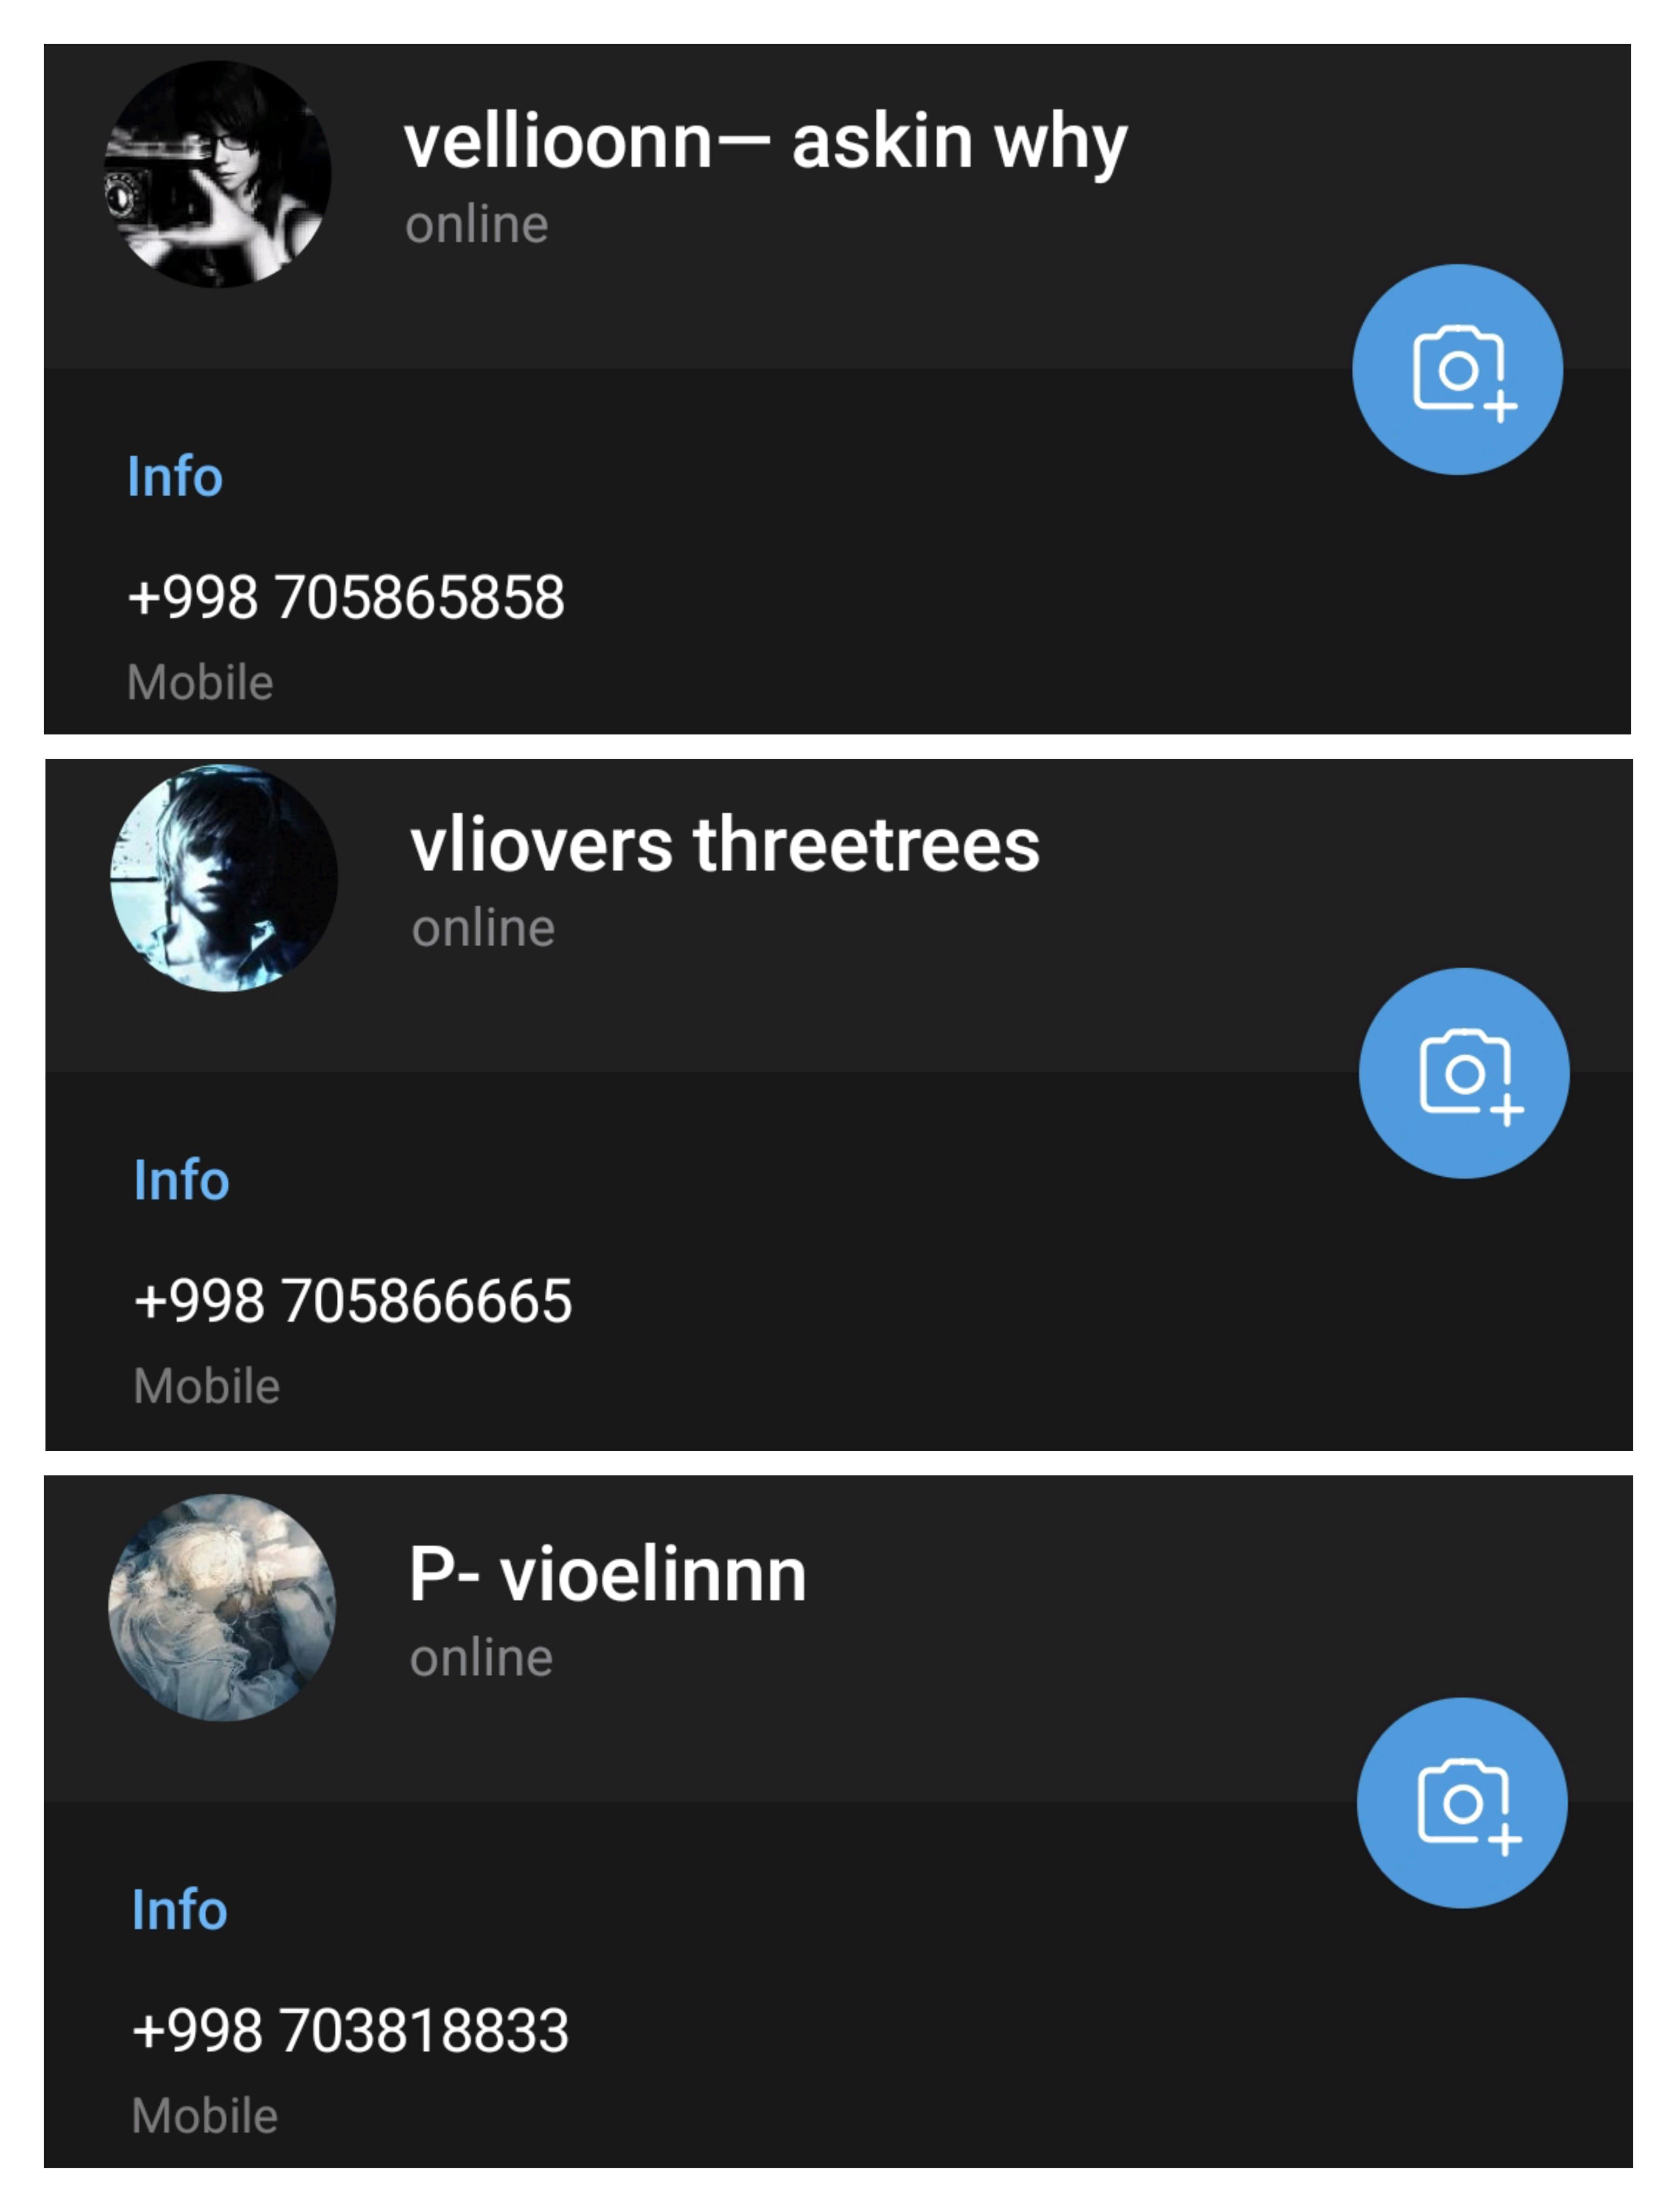 vellioonn— askin why
online
Info
+998 705865858
Mobile
vliovers threetrees
online
Info
+998 705866665
Mobile
P- vioelinnn
online
Info
+998 703818833
Mobile